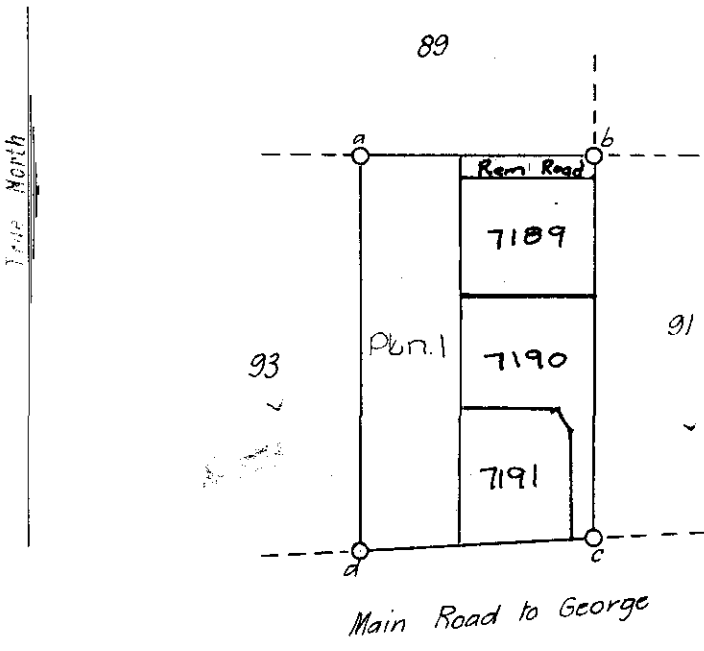 89
a
b
Rem Road
True North
7189
91
Ptn. 1
7190
93
7191
d
c
Main Road to George